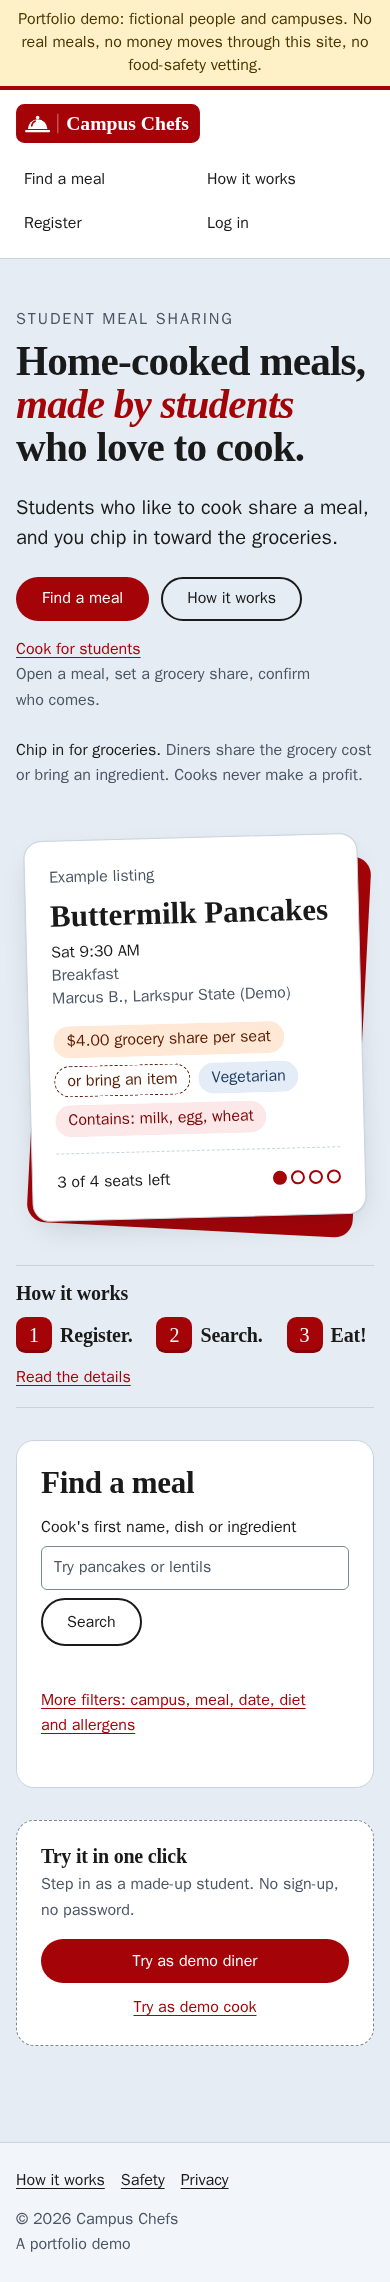 Portfolio demo: fictional people and campuses. No
real meals, no money moves through this site, no
food-safety vetting.
Campus Chefs
Find a meal
How it works
Register
Log in
STUDENT MEAL SHARING
Home-cooked meals,
made by students
who love to cook.
Students who like to cook share a meal,
and you chip in toward the groceries.
Find a meal
How it works
Cook for students
Open a meal, set a grocery share, confirm
who comes.
Chip in for groceries. Diners share the grocery cost
or bring an ingredient. Cooks never make a profit.
Example listing
Buttermilk Pancakes
Sat 9:30 AM
Breakfast
Marcus B., Larkspur State (Demo)
$4.00 grocery share per seat
or bring an item
Vegetarian
Contains: milk, egg, wheat
3 of 4 seats left
How it works
1 Register.
2 Search.
3 Eat!
Read the details
Find a meal
Cook's first name, dish or ingredient
Try pancakes or lentils
Search
More filters: campus, meal, date, diet
and allergens
Try it in one click
Step in as a made-up student. No sign-up,
no password.
Try as demo diner
Try as demo cook
How it works
Safety
Privacy
© 2026 Campus Chefs
A portfolio demo